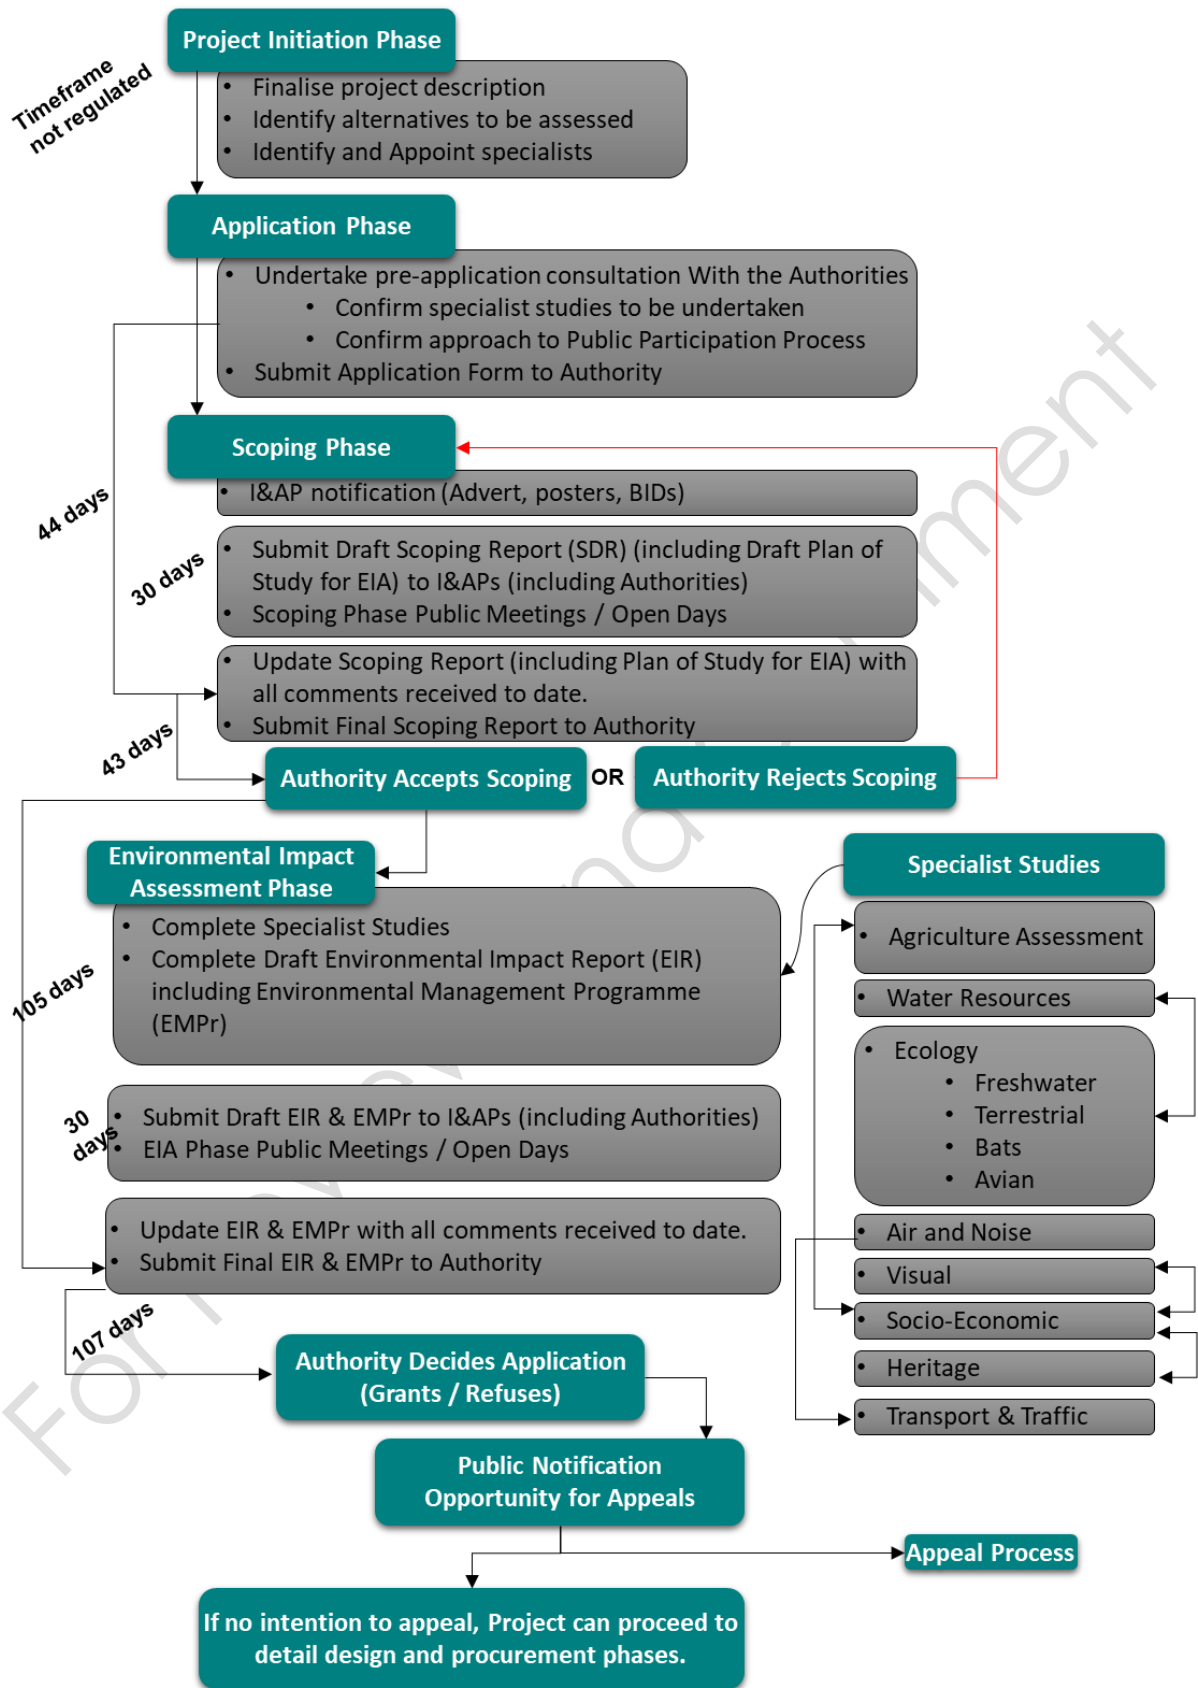 Project Initiation Phase
Timeframe
not regulated
• Finalise project description
• Identify alternatives to be assessed
• Identify and Appoint specialists
Application Phase
• Undertake pre-application consultation With the Authorities
• Confirm specialist studies to be undertaken
• Confirm approach to Public Participation Process
• Submit Application Form to Authority
Scoping Phase
• I&AP notification (Advert, posters, BIDs)
44 days
30 days
• Submit Draft Scoping Report (SDR) (including Draft Plan of
Study for EIA) to I&APs (including Authorities)
• Scoping Phase Public Meetings / Open Days
• Update Scoping Report (including Plan of Study for EIA) with
all comments received to date.
• Submit Final Scoping Report to Authority
43 days
Authority Accepts Scoping
OR
Authority Rejects Scoping
Environmental Impact
Assessment Phase
• Complete Specialist Studies
• Complete Draft Environmental Impact Report (EIR)
including Environmental Management Programme
(EMPr)
105 days
30
days
• Submit Draft EIR & EMPr to I&APs (including Authorities)
• EIA Phase Public Meetings / Open Days
• Update EIR & EMPr with all comments received to date.
• Submit Final EIR & EMPr to Authority
107 days
Specialist Studies
• Agriculture Assessment
• Water Resources
• Ecology
• Freshwater
• Terrestrial
• Bats
• Avian
• Air and Noise
• Visual
• Socio-Economic
• Heritage
• Transport & Traffic
Authority Decides Application
(Grants / Refuses)
Public Notification
Opportunity for Appeals
Appeal Process
If no intention to appeal, Project can proceed to
detail design and procurement phases.
For